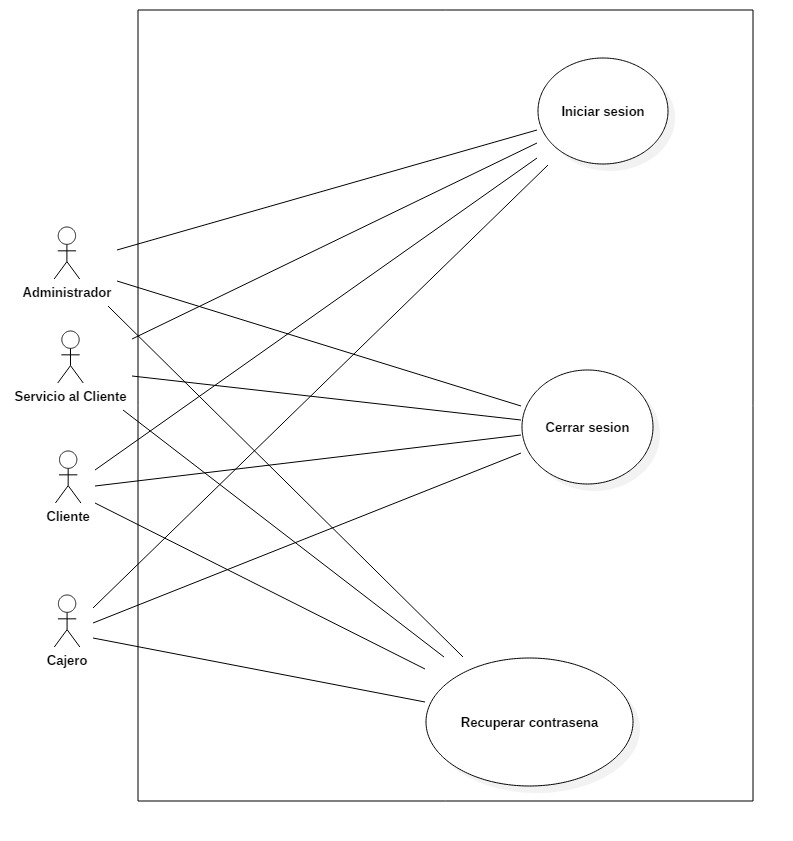 Iniciar sesion
Administrador
Servicio al Cliente
Cerrar sesion
Cliente
Cajero
Recuperar contrasena